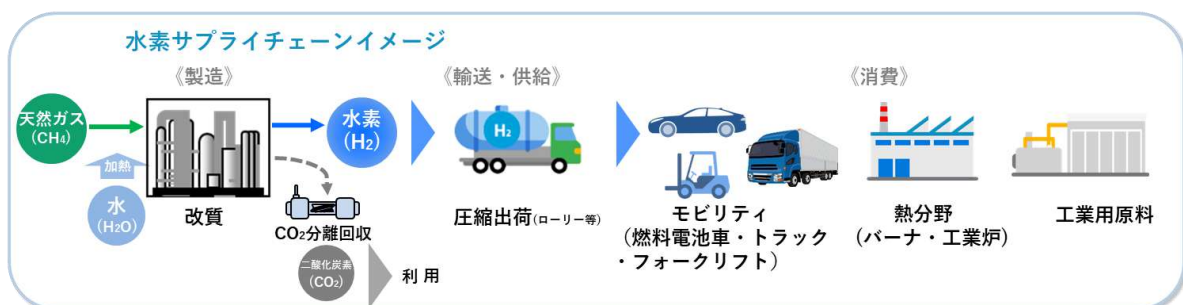 水素サプライチェーンイメージ
《製造》
《輸送・供給》
《消費》
天然ガス
(CH₄)
水素
(H₂)
H₂
加熱
水
(H₂O)
改質
CO₂分離回収
二酸化炭素
(CO₂)
利用
圧縮出荷(ローリー等)
モビリティ
(燃料電池車・トラック
・フォークリフト)
熱分野
(バーナ・工業炉)
工業用原料